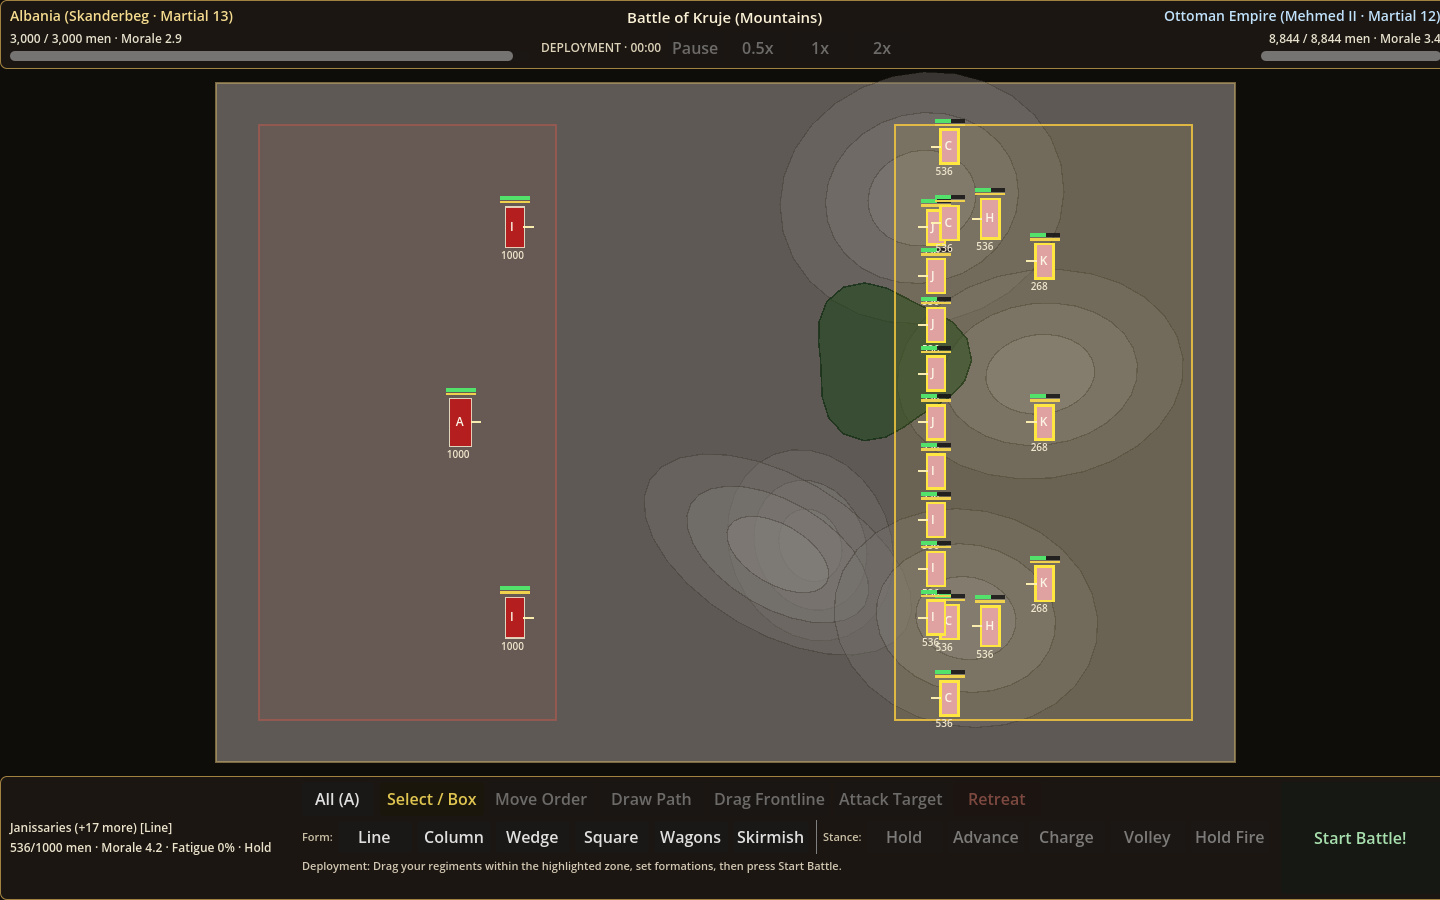 Albania (Skanderbeg · Martial 13)
3,000 / 3,000 men · Morale 2.9
Battle of Kruje (Mountains)
DEPLOYMENT · 00:00 Pause 0.5x 1x 2x
Ottoman Empire (Mehmed II · Martial 12)
8,844 / 8,844 men · Morale 3.4
I
1000
A
1000
I
1000
C
536
J
C
536
H
536
K
268
J
J
J
J
K
268
I
I
I
K
268
I
536
C
536
H
536
C
536
Janissaries (+17 more) [Line]
536/1000 men · Morale 4.2 · Fatigue 0% · Hold
All (A) Select / Box Move Order Draw Path Drag Frontline Attack Target Retreat
Form: Line Column Wedge Square Wagons Skirmish Stance: Hold Advance Charge Volley Hold Fire
Deployment: Drag your regiments within the highlighted zone, set formations, then press Start Battle.
Start Battle!